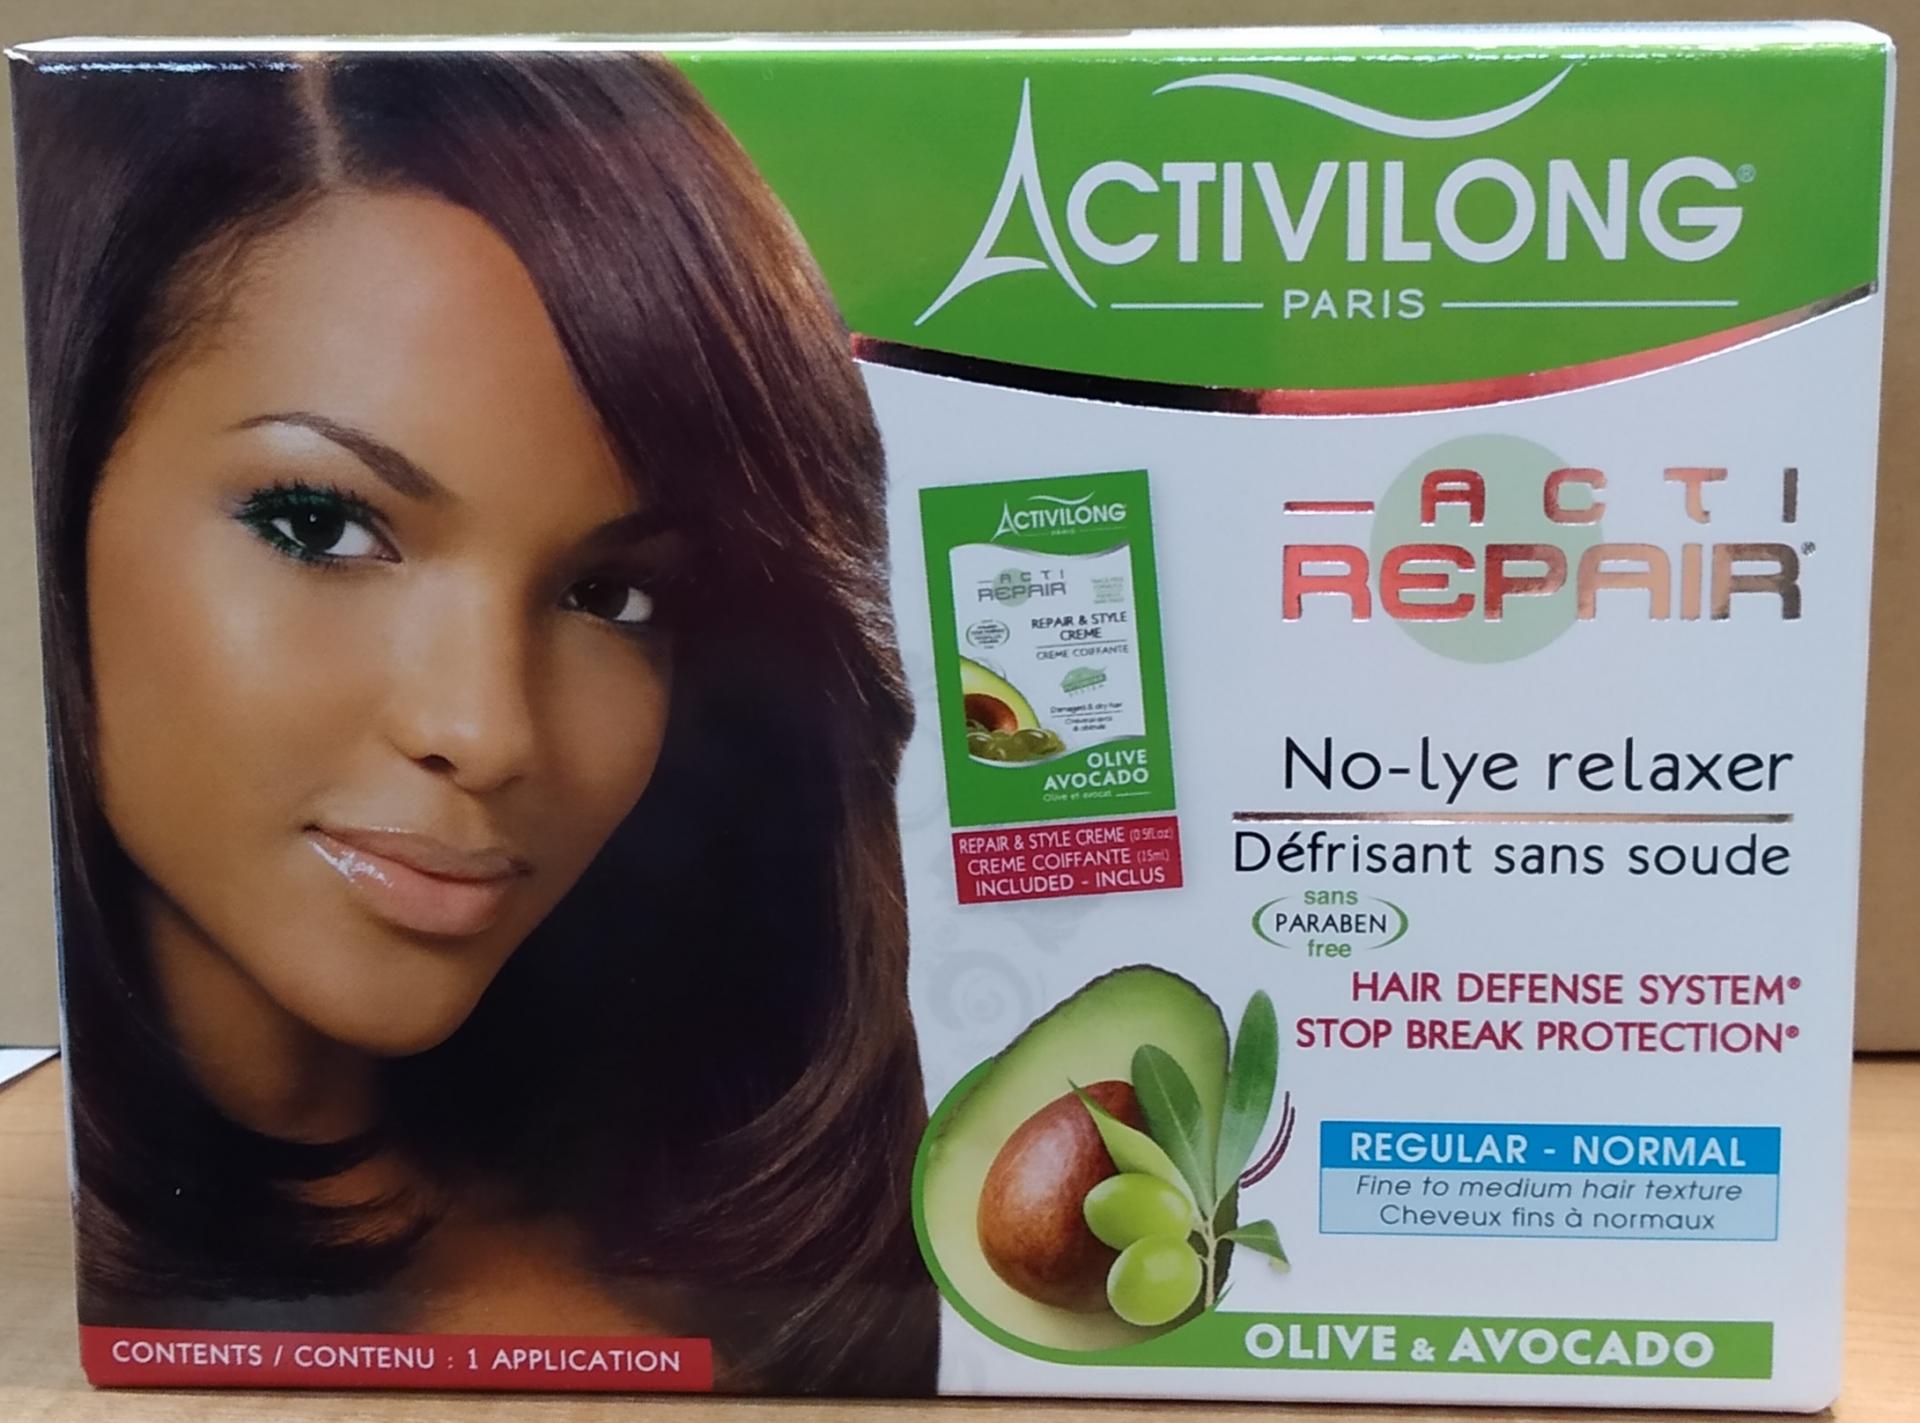 ACTIVILONG®
PARIS
ACTI
REPAIR®
No-lye relaxer
Défrisant sans soude
sans
PARABEN
free
HAIR DEFENSE SYSTEM®
STOP BREAK PROTECTION®
REGULAR - NORMAL
Fine to medium hair texture
Cheveux fins à normaux
OLIVE & AVOCADO
ACTIVILONG
PARIS
ACTI
REPAIR
REPAIR & STYLE
CREME
CREME COIFFANTE
Damaged & dry hair
OLIVE
AVOCADO
Olive et avocat
REPAIR & STYLE CREME (0.5fl.oz)
CREME COIFFANTE (15ml)
INCLUDED - INCLUS
CONTENTS / CONTENU : 1 APPLICATION